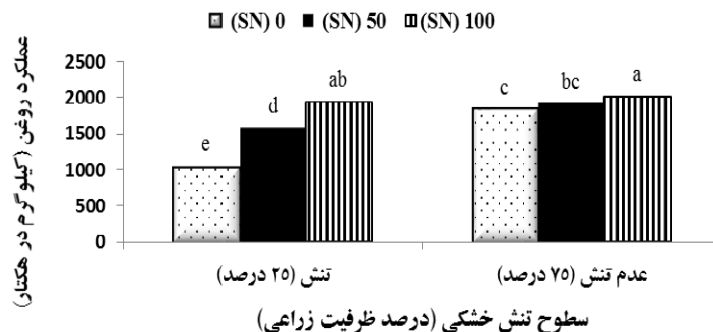 (SN) 0 (SN) 50 (SN) 100
عملکرد روغن (کیلوگرم در هکتار)
2500
2000
1500
1000
500
0
e
d
ab
c
bc
a
تنش (۲۵ درصد)
عدم تنش (۷۵ درصد)
سطوح تنش خشکی (درصد ظرفیت زراعی)